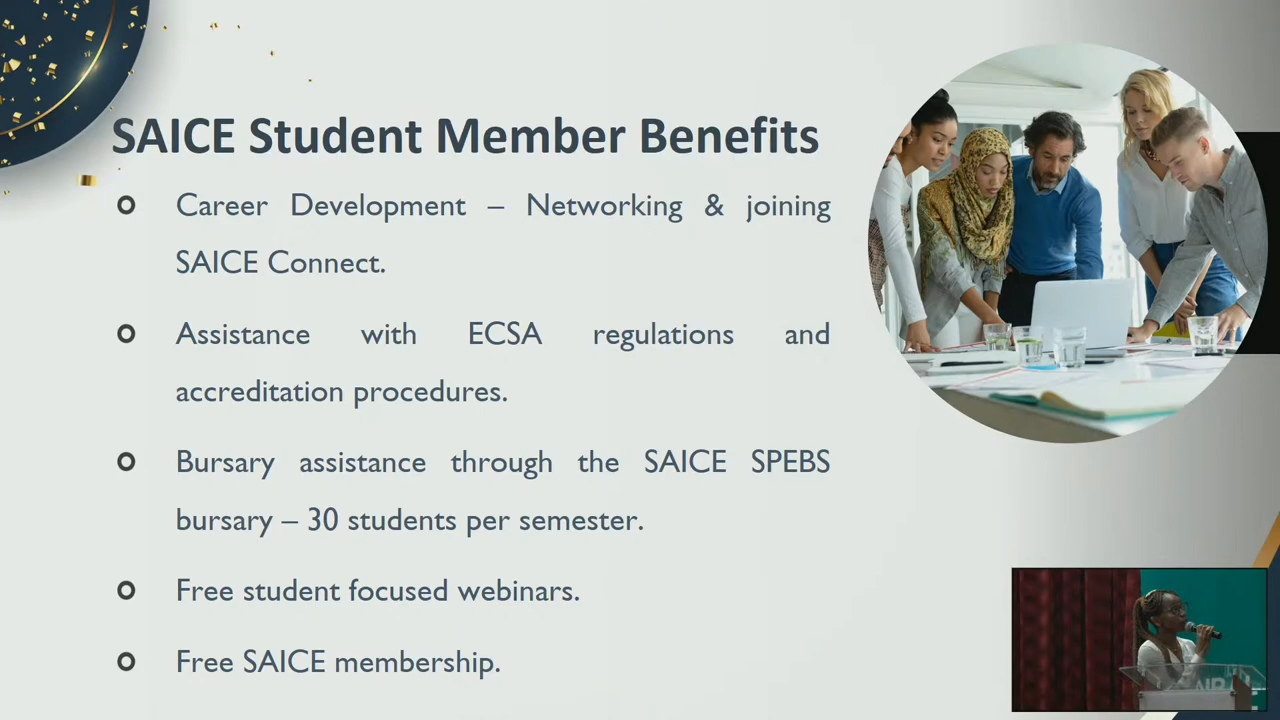 SAICE Student Member Benefits
Career Development – Networking & joining
SAICE Connect.
Assistance with ECSA regulations and
accreditation procedures.
Bursary assistance through the SAICE SPEBS
bursary – 30 students per semester.
Free student focused webinars.
Free SAICE membership.